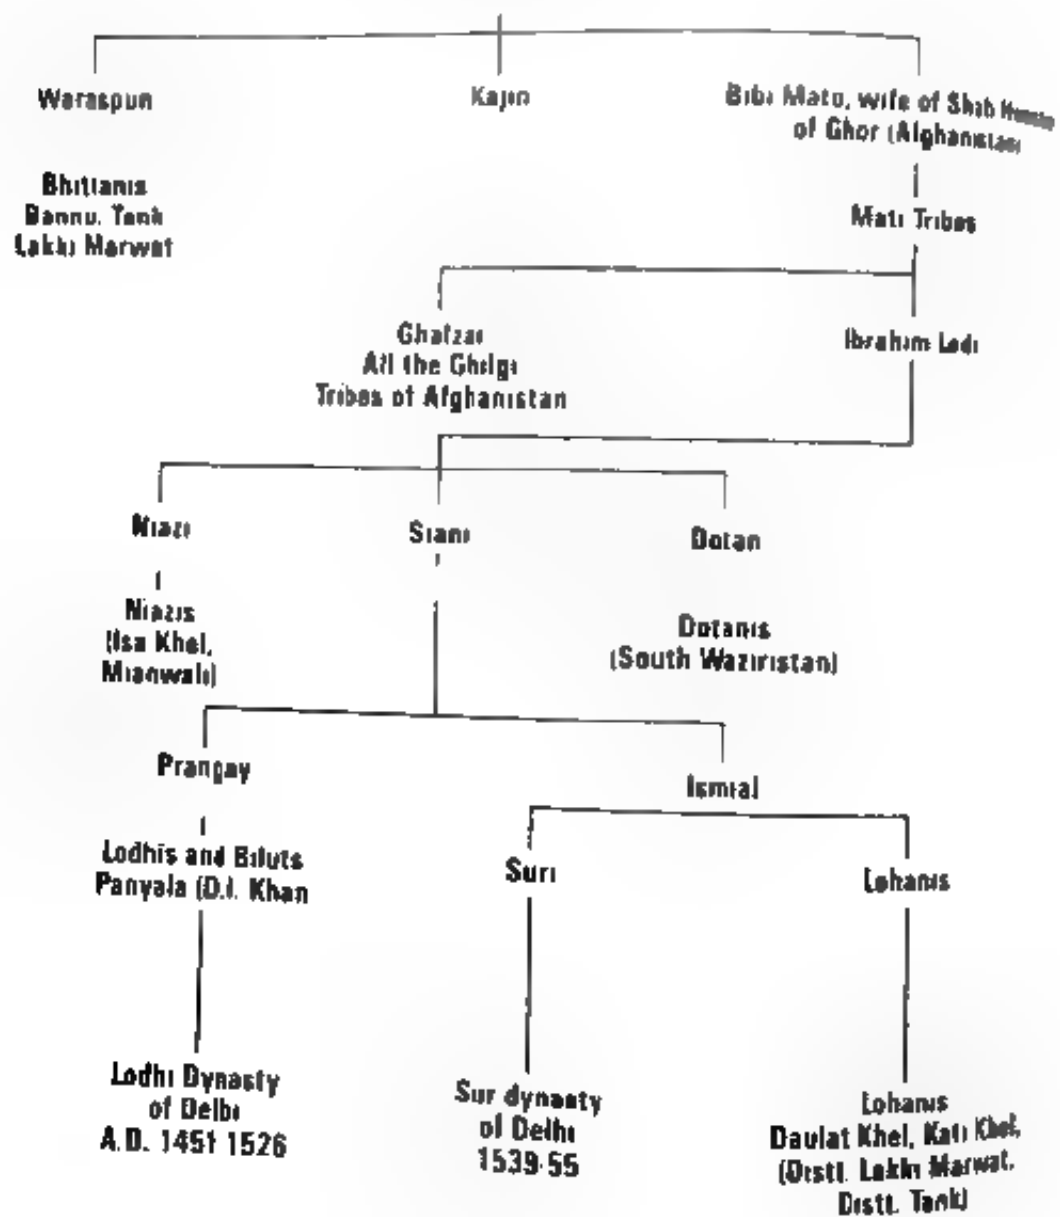 Waraspun
Kajin
Bibi Mato, wife of Shah
of Ghor (Afghanistan)
Bhittanis
Bannu, Tank
Lakki Marwat
Mati Tribes
Ghalzai
All the Ghilgi
Tribes of Afghanistan
Ibrahim Lodi
Niazi
Siani
Dotan
Niazis
(Isa Khel,
Mianwali)
Dotanis
(South Waziristan)
Prangay
Ismial
Lodhis and Biluts
Panyala (D.I. Khan
Suri
Lohanis
Lodhi Dynasty
of Delhi
A.D. 1451 1526
Sur dynasty
of Delhi
1539-55
Lohanis
Daulat Khel, Kati Khel,
(Distt. Lakki Marwat,
Distt. Tank)